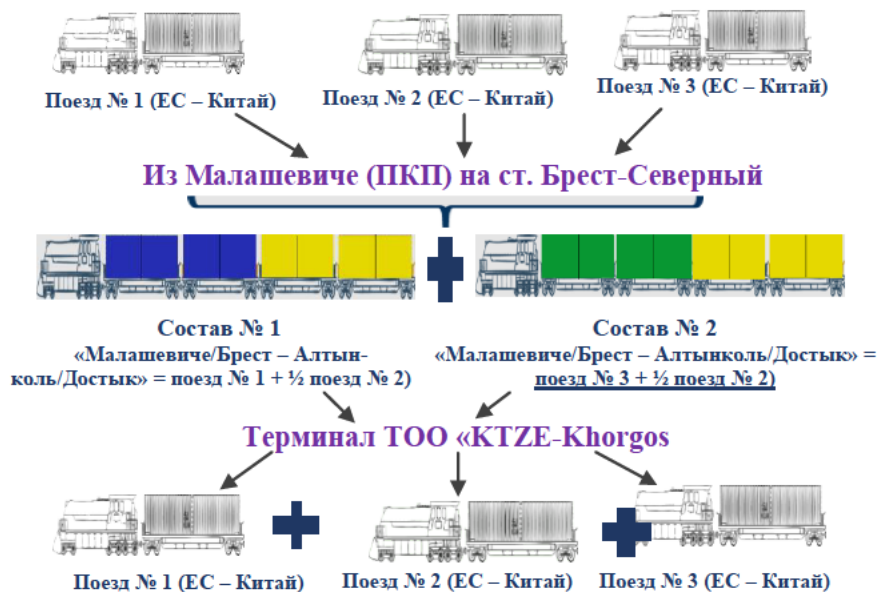 Поезд № 1 (ЕС – Китай)
Поезд № 2 (ЕС – Китай)
Поезд № 3 (ЕС – Китай)
Из Малашевиче (ПКП) на ст. Брест-Северный
Состав № 1
«Малашевиче/Брест – Алтын-
коль/Достык» = поезд № 1 + ½ поезд № 2)
Состав № 2
«Малашевиче/Брест – Алтынколь/Достык» =
поезд № 3 + ½ поезд № 2)
Терминал ТОО «KTZE-Khorgos
Поезд № 1 (ЕС – Китай)
Поезд № 2 (ЕС – Китай)
Поезд № 3 (ЕС – Китай)